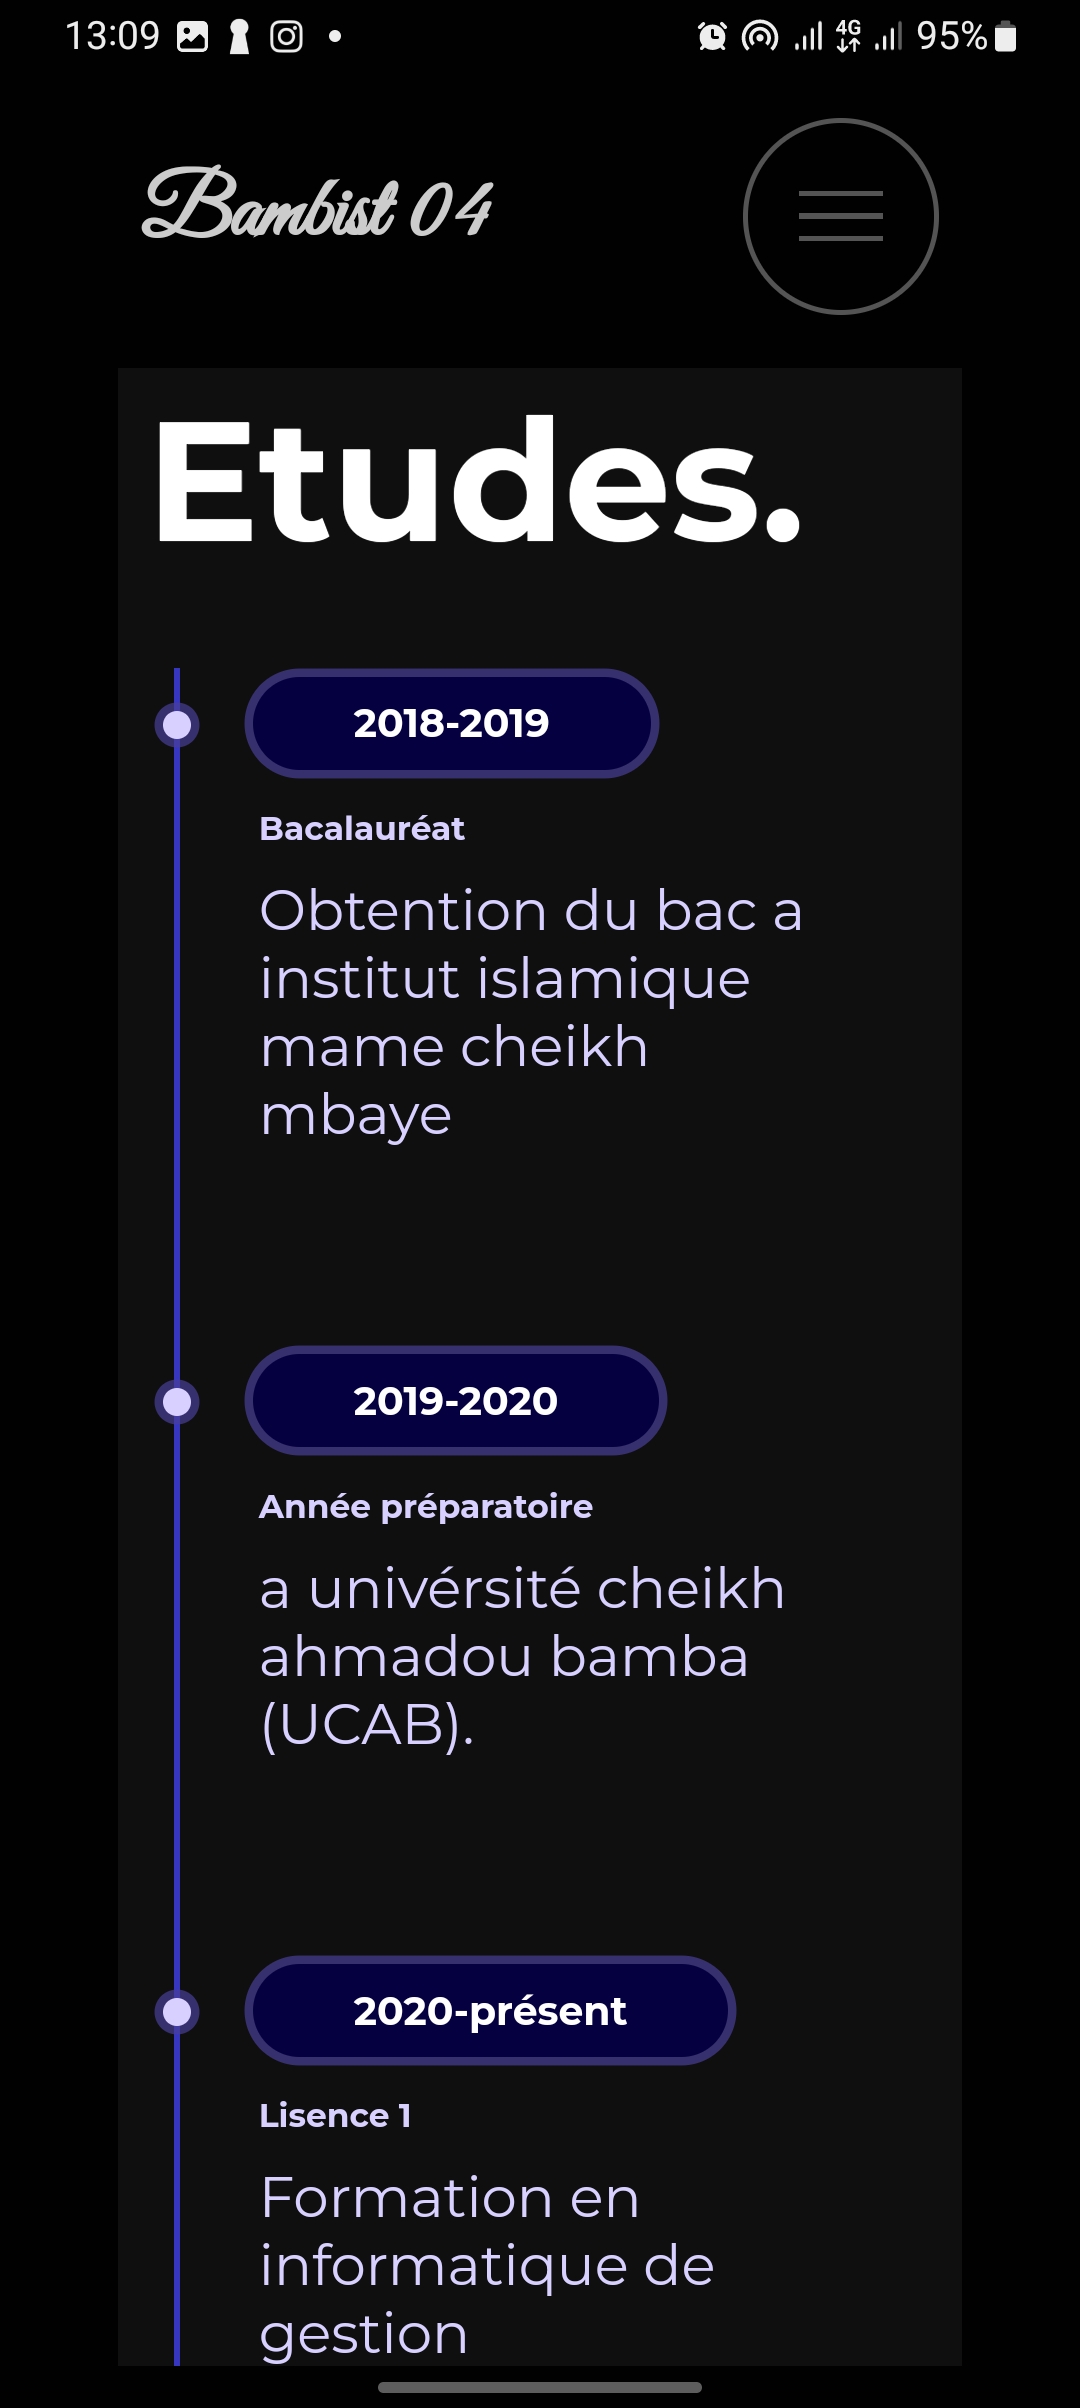 13:09
4G
95%
Bambist 04
Etudes.
2018-2019
Bacalauréat
Obtention du bac a
institut islamique
mame cheikh
mbaye
2019-2020
Année préparatoire
a univérsité cheikh
ahmadou bamba
(UCAB).
2020-présent
Lisence 1
Formation en
informatique de
gestion